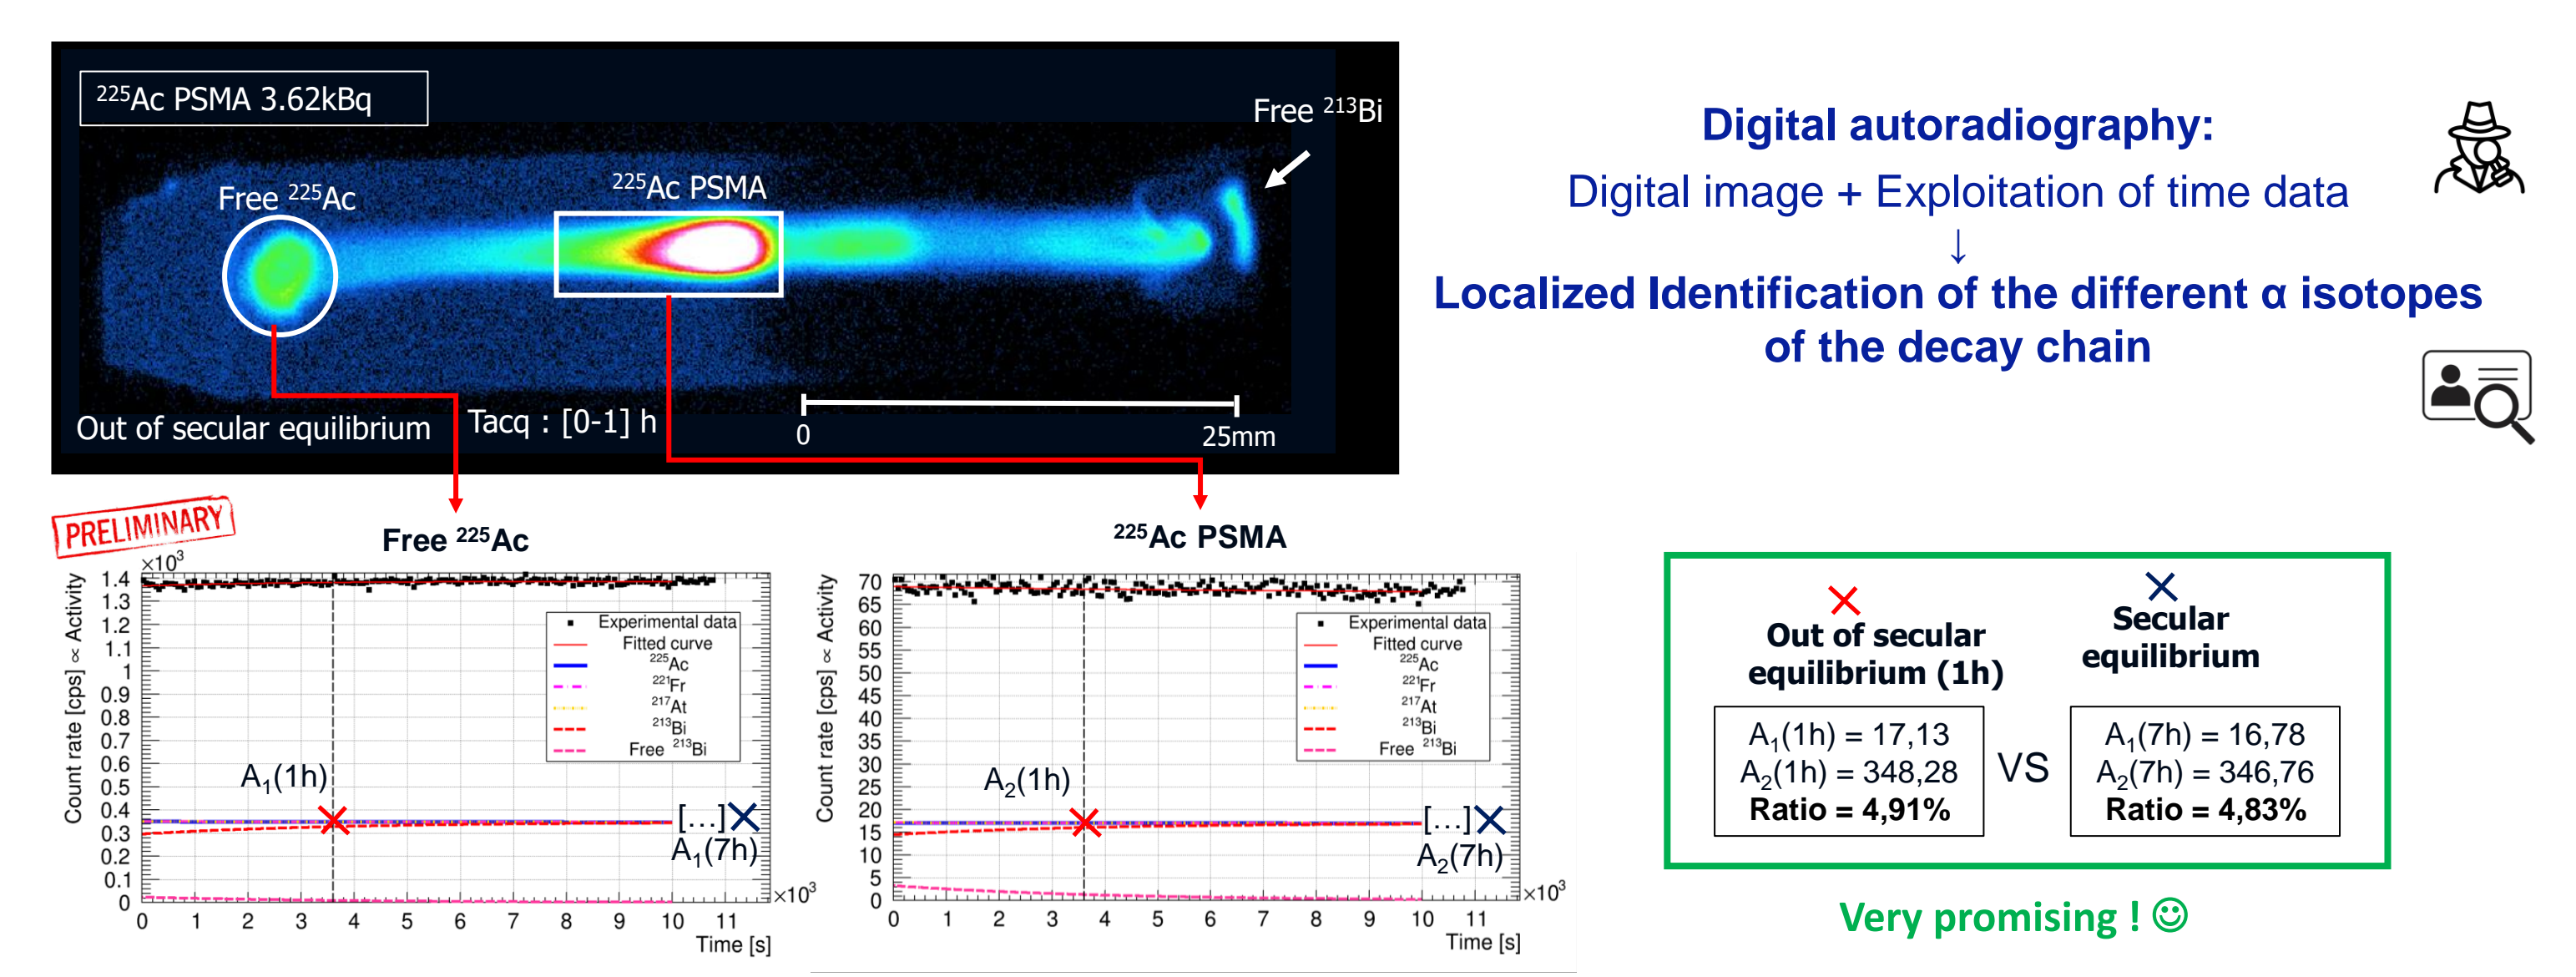 ²²⁵Ac PSMA 3.62kBq
Free ²¹³Bi
Free ²²⁵Ac
²²⁵Ac PSMA
Out of secular equilibrium
Tacq : [0-1] h
0
25mm
Digital autoradiography:
Digital image + Exploitation of time data
↓
Localized Identification of the different α isotopes
of the decay chain
PRELIMINARY
Free ²²⁵Ac
×10³
Count rate [cps] ∝ Activity
1.4
1.3
1.2
1.1
1
0.9
0.8
0.7
0.6
0.5
0.4
0.3
0.2
0.1
0
Experimental data
Fitted curve
²²⁵Ac
²²¹Fr
²¹⁷At
²¹³Bi
Free ²¹³Bi
A₁(1h)
[...]
A₁(7h)
0 1 2 3 4 5 6 7 8 9 10 11
×10³
Time [s]
²²⁵Ac PSMA
Count rate [cps] ∝ Activity
70
65
60
55
50
45
40
35
30
25
20
15
10
5
0
Experimental data
Fitted curve
²²⁵Ac
²²¹Fr
²¹⁷At
²¹³Bi
Free ²¹³Bi
A₂(1h)
[...]
A₂(7h)
0 1 2 3 4 5 6 7 8 9 10 11
×10³
Time [s]
Out of secular
equilibrium (1h)
A₁(1h) = 17,13
A₂(1h) = 348,28
Ratio = 4,91%
VS
Secular
equilibrium
A₁(7h) = 16,78
A₂(7h) = 346,76
Ratio = 4,83%
Very promising ! ☺